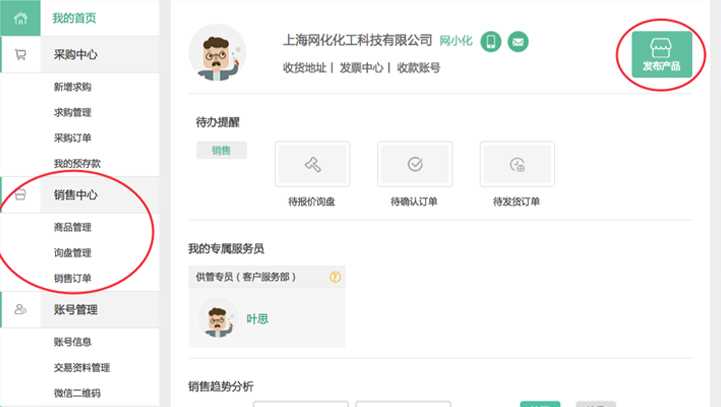 我的首页
采购中心
新增求购
求购管理
采购订单
我的预存款
销售中心
商品管理
询盘管理
销售订单
账号管理
账号信息
交易资料管理
微信二维码
上海网化化工科技有限公司 网小化
收货地址 | 发票中心 | 收款账号
发布产品
待办提醒
销售
待报价询盘 待确认订单 待发货订单
我的专属服务员
供管专员（客户服务部） ?
叶思
销售趋势分析